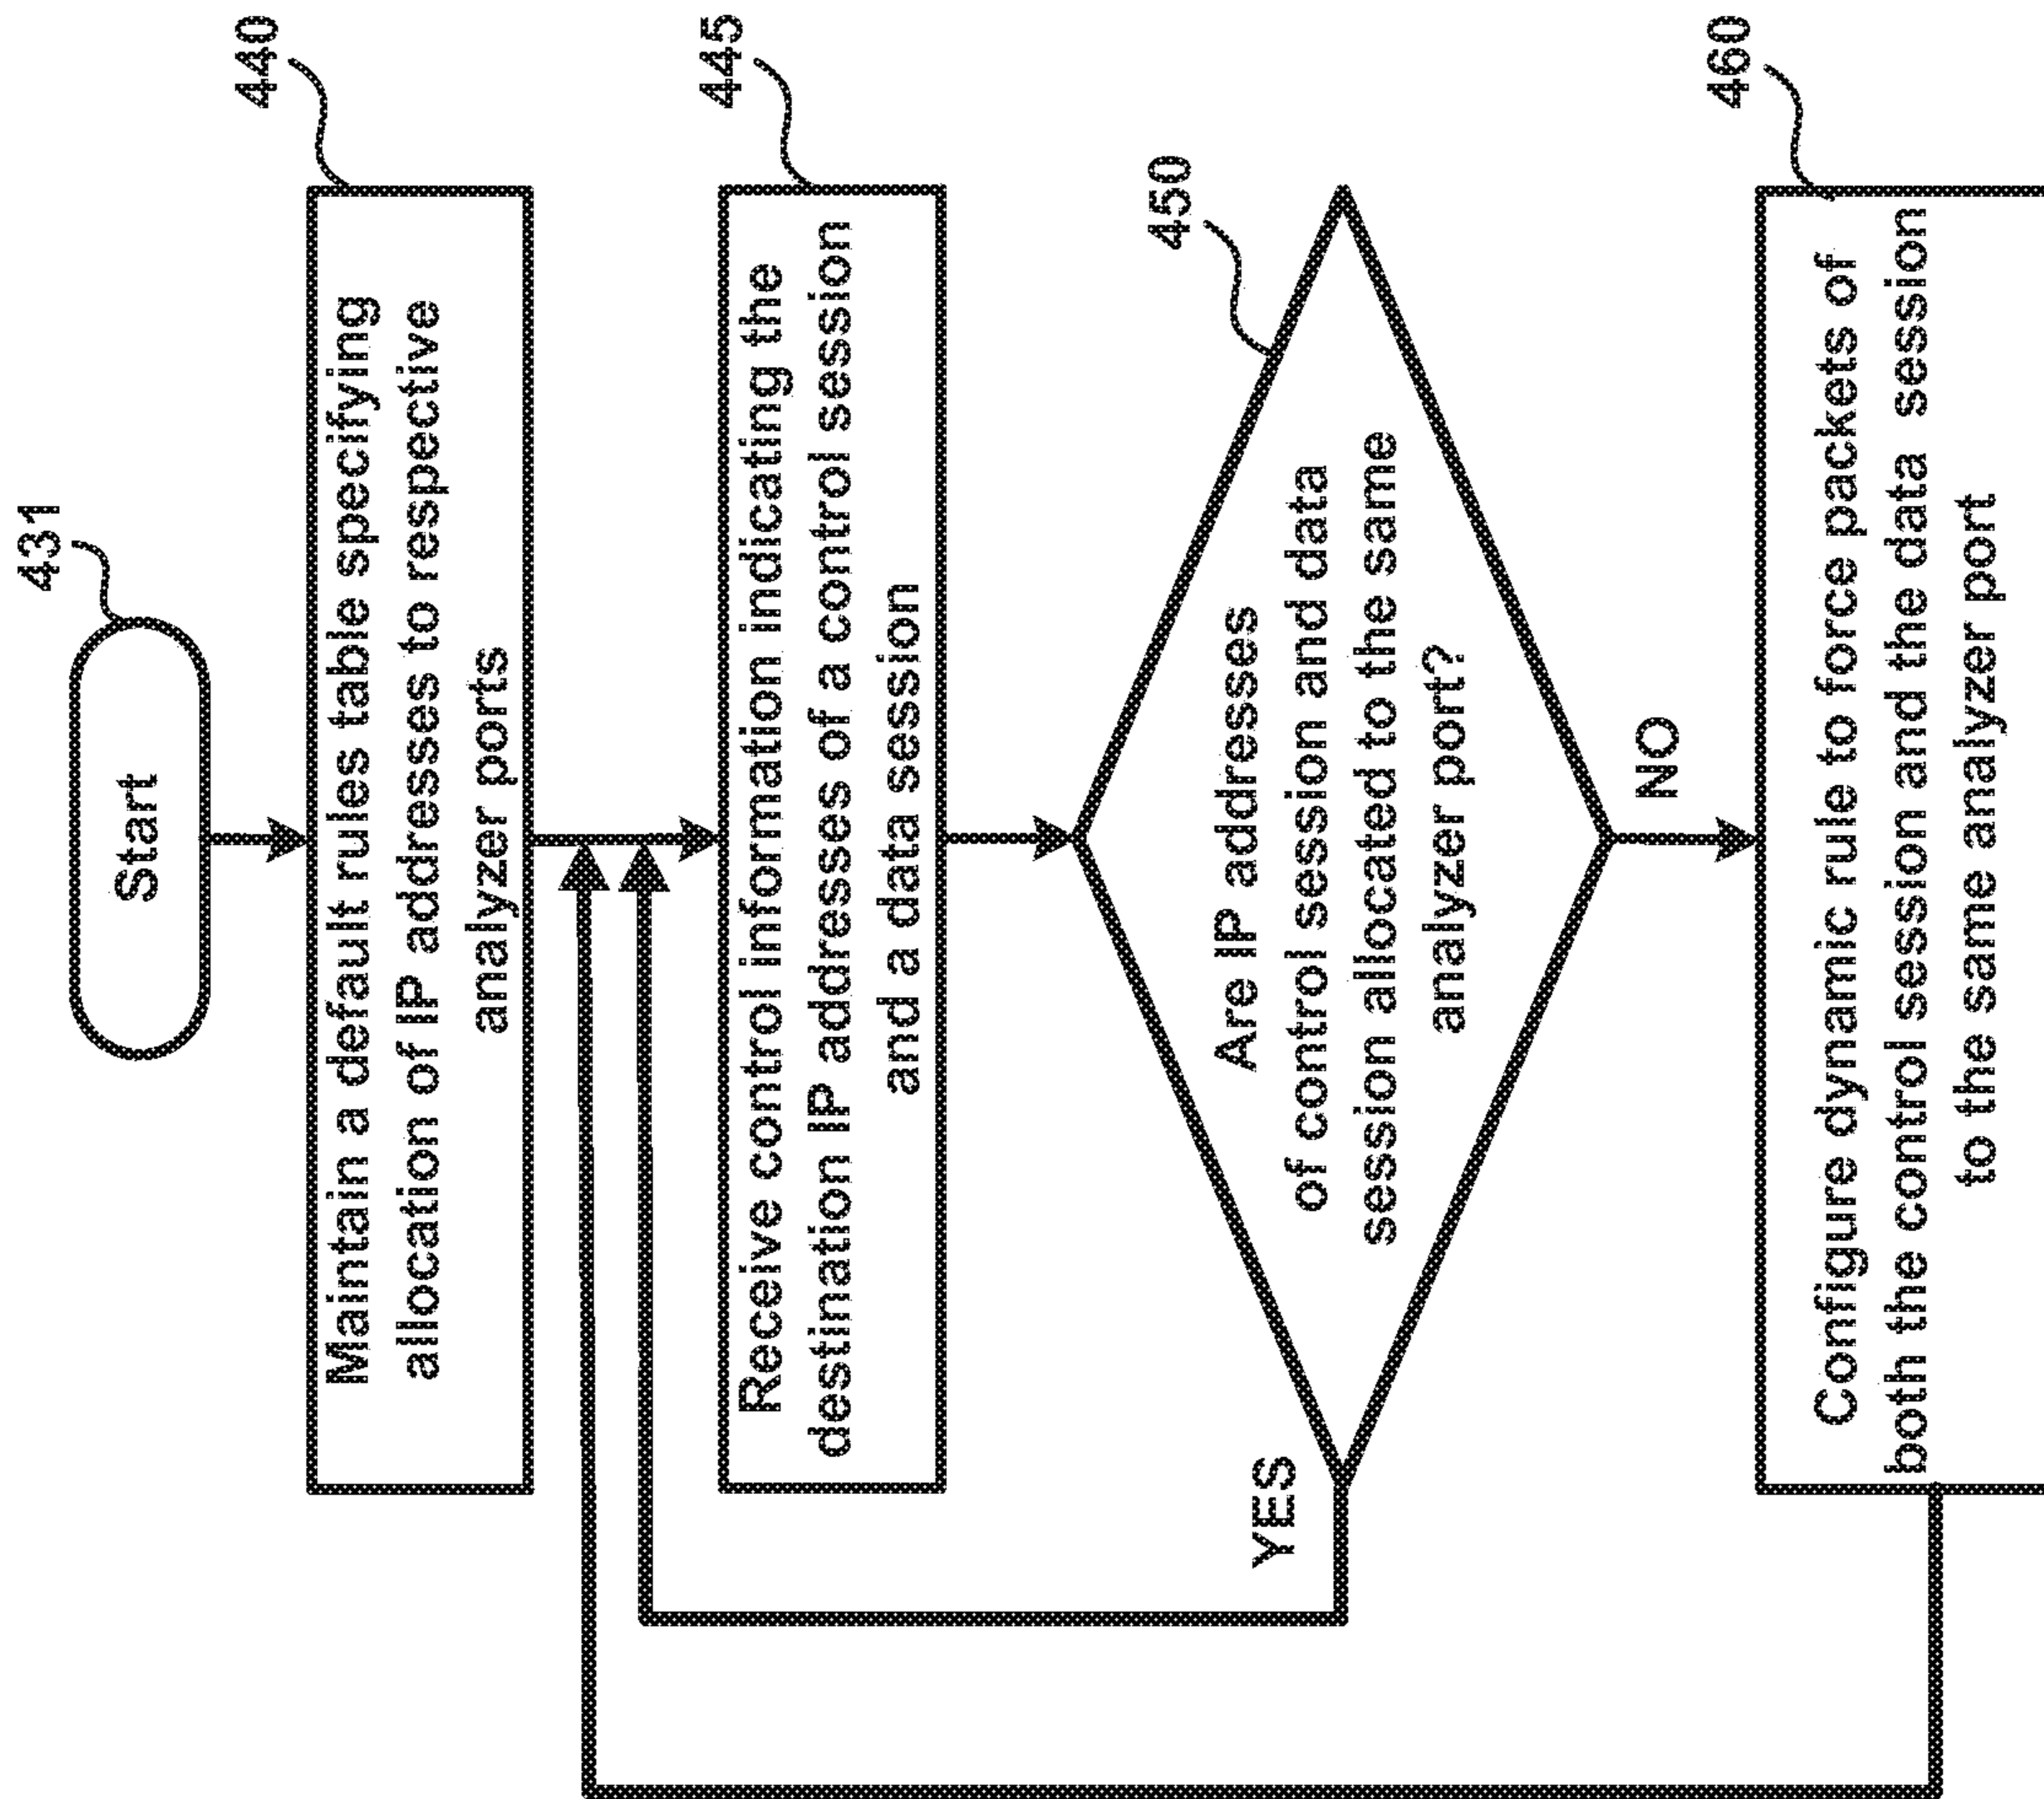 431
Start
440
Maintain a default rules table specifying
allocation of IP addresses to respective
analyzer ports
445
Receive control information indicating the
destination IP addresses of a control session
and a data session
450
Are IP addresses
of control session and data
session allocated to the same
analyzer port?
YES
NO
460
Configure dynamic rule to force packets of
both the control session and the data session
to the same analyzer port